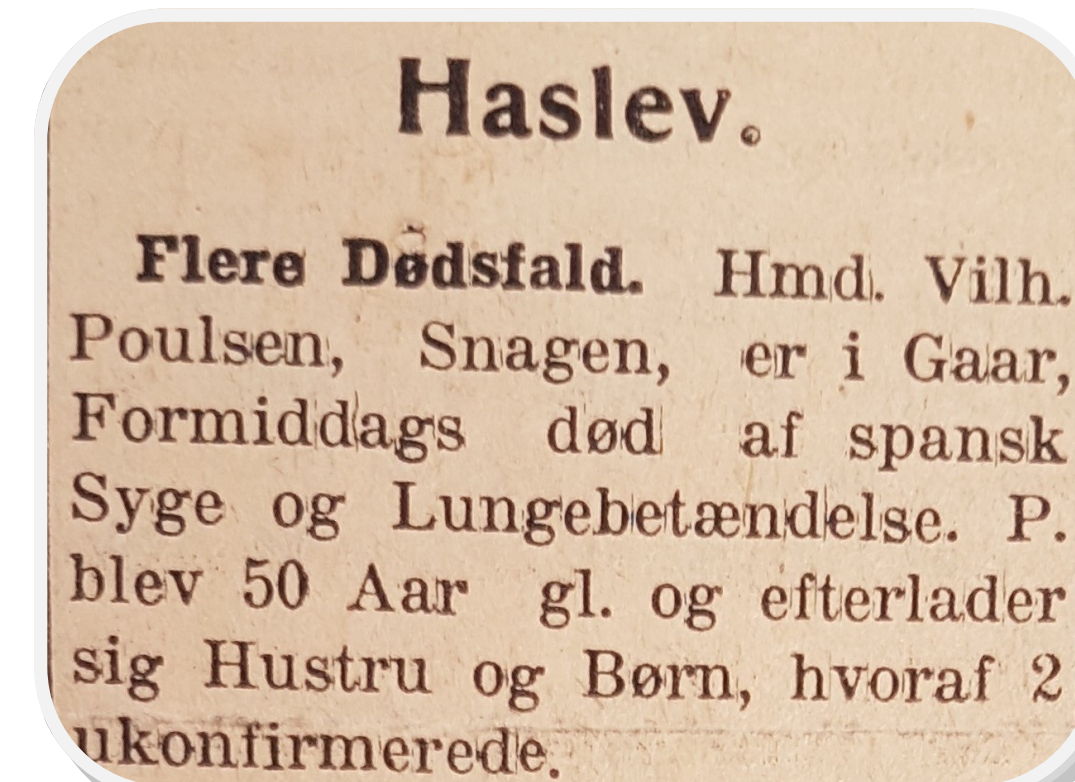 Haslev.
Flere Dødsfald. Hmd. Vilh.
Poulsen, Snagen, er i Gaar,
Formiddags død af spansk
Syge og Lungebetændelse. P.
blev 50 Aar gl. og efterlader
sig Hustru og Børn, hvoraf 2
ukonfirmerede.